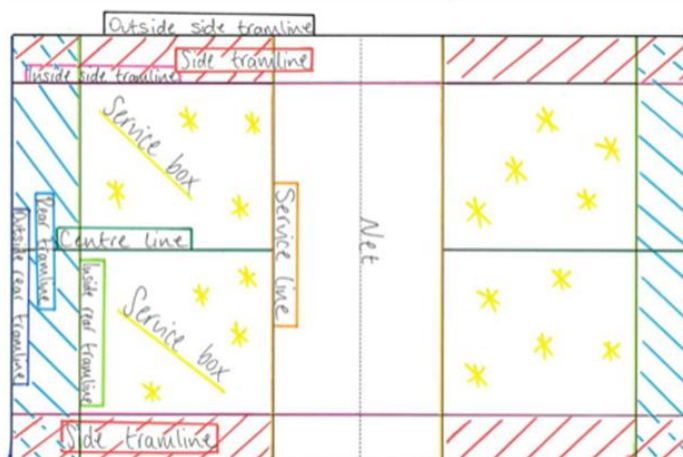 Outside side tramline
Side tramline
Inside side tramline
Service box
Rear tramline
Outside rear tramline
Centre line
Service line
Net
Inside rear tramline
Service box
Side tramline